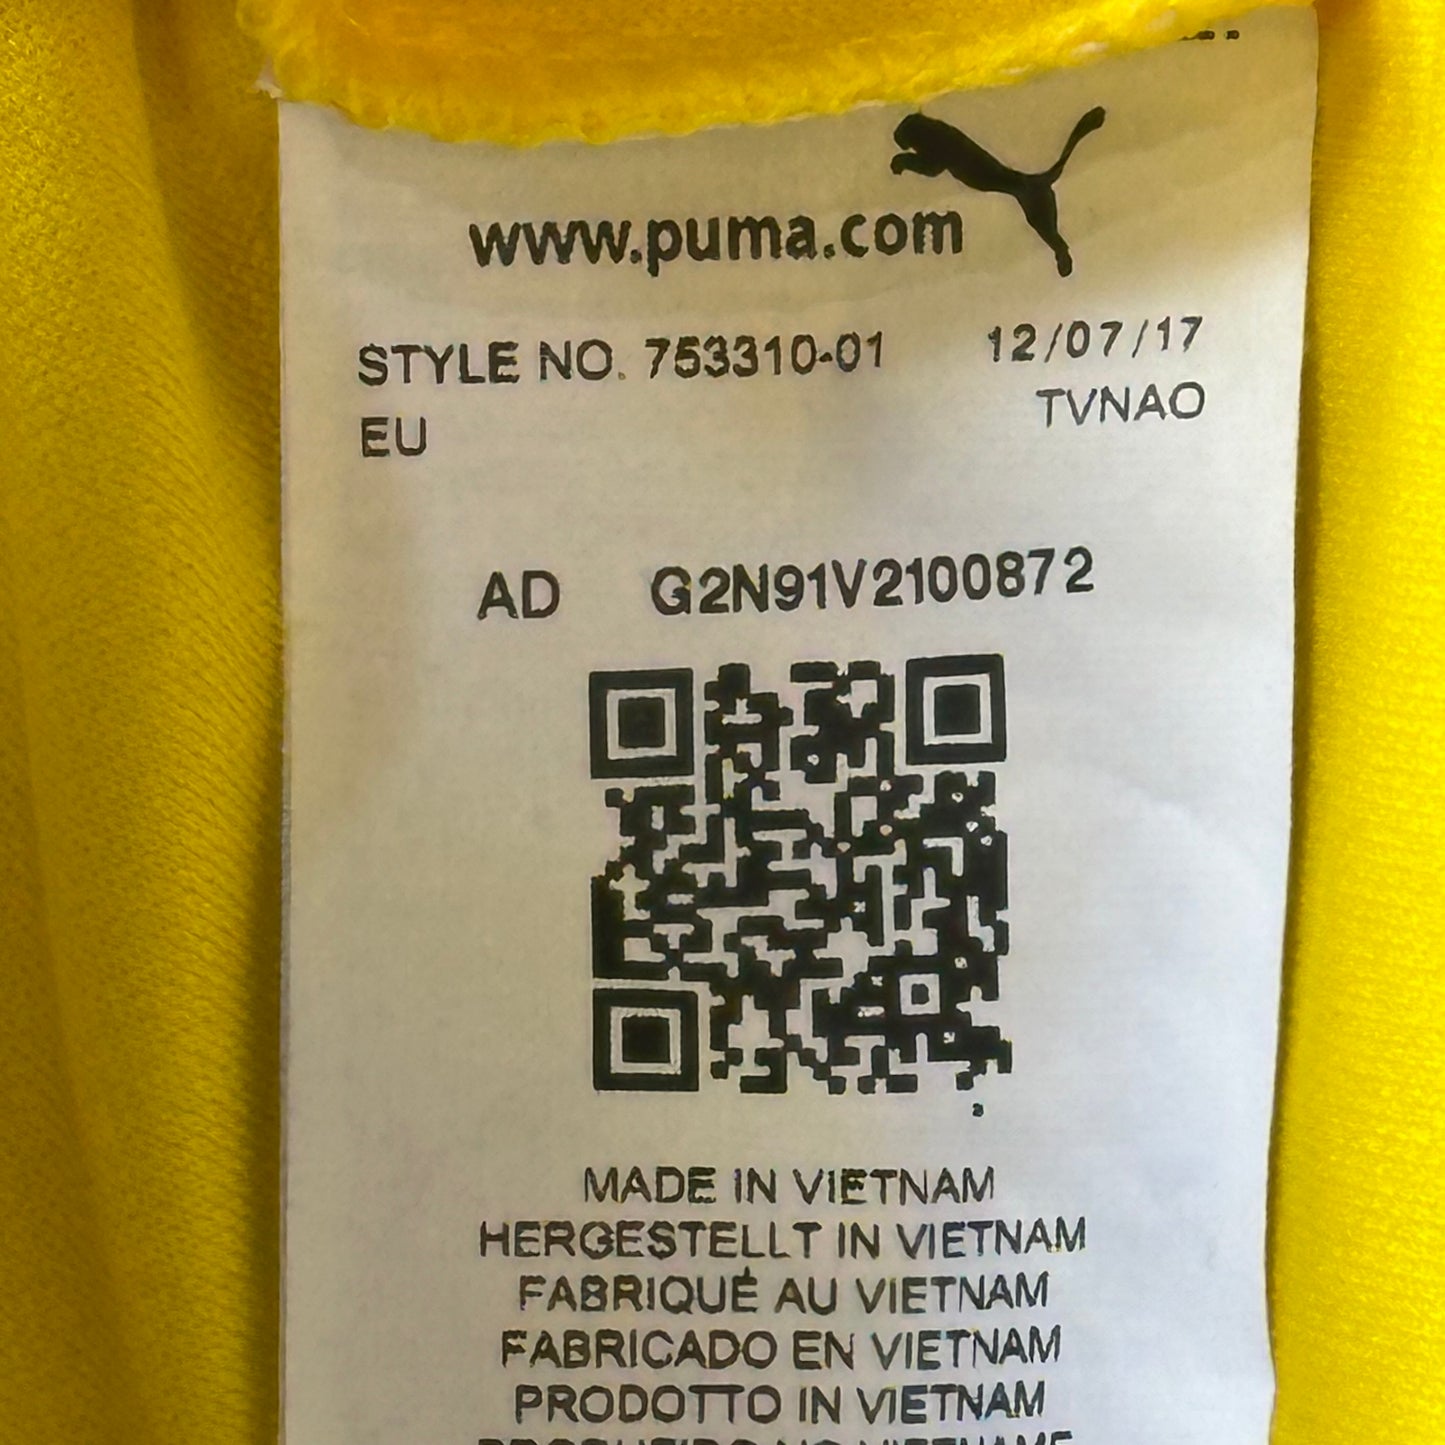 www.puma.com
STYLE NO. 753310-01 12/07/17
EU TVNAO
AD G2N91V2100872
MADE IN VIETNAM
HERGESTELLT IN VIETNAM
FABRIQUÉ AU VIETNAM
FABRICADO EN VIETNAM
PRODOTTO IN VIETNAM